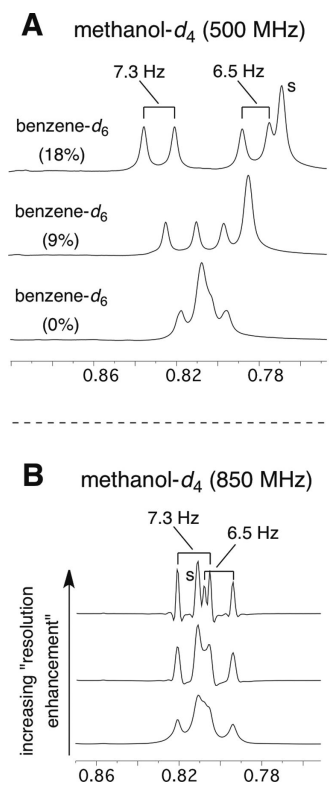 A methanol-d4 (500 MHz)
7.3 Hz 6.5 Hz
s
benzene-d6
(18%)
benzene-d6
(9%)
benzene-d6
(0%)
0.86 0.82 0.78
B methanol-d4 (850 MHz)
7.3 Hz
6.5 Hz
s
increasing "resolution
enhancement"
0.86 0.82 0.78